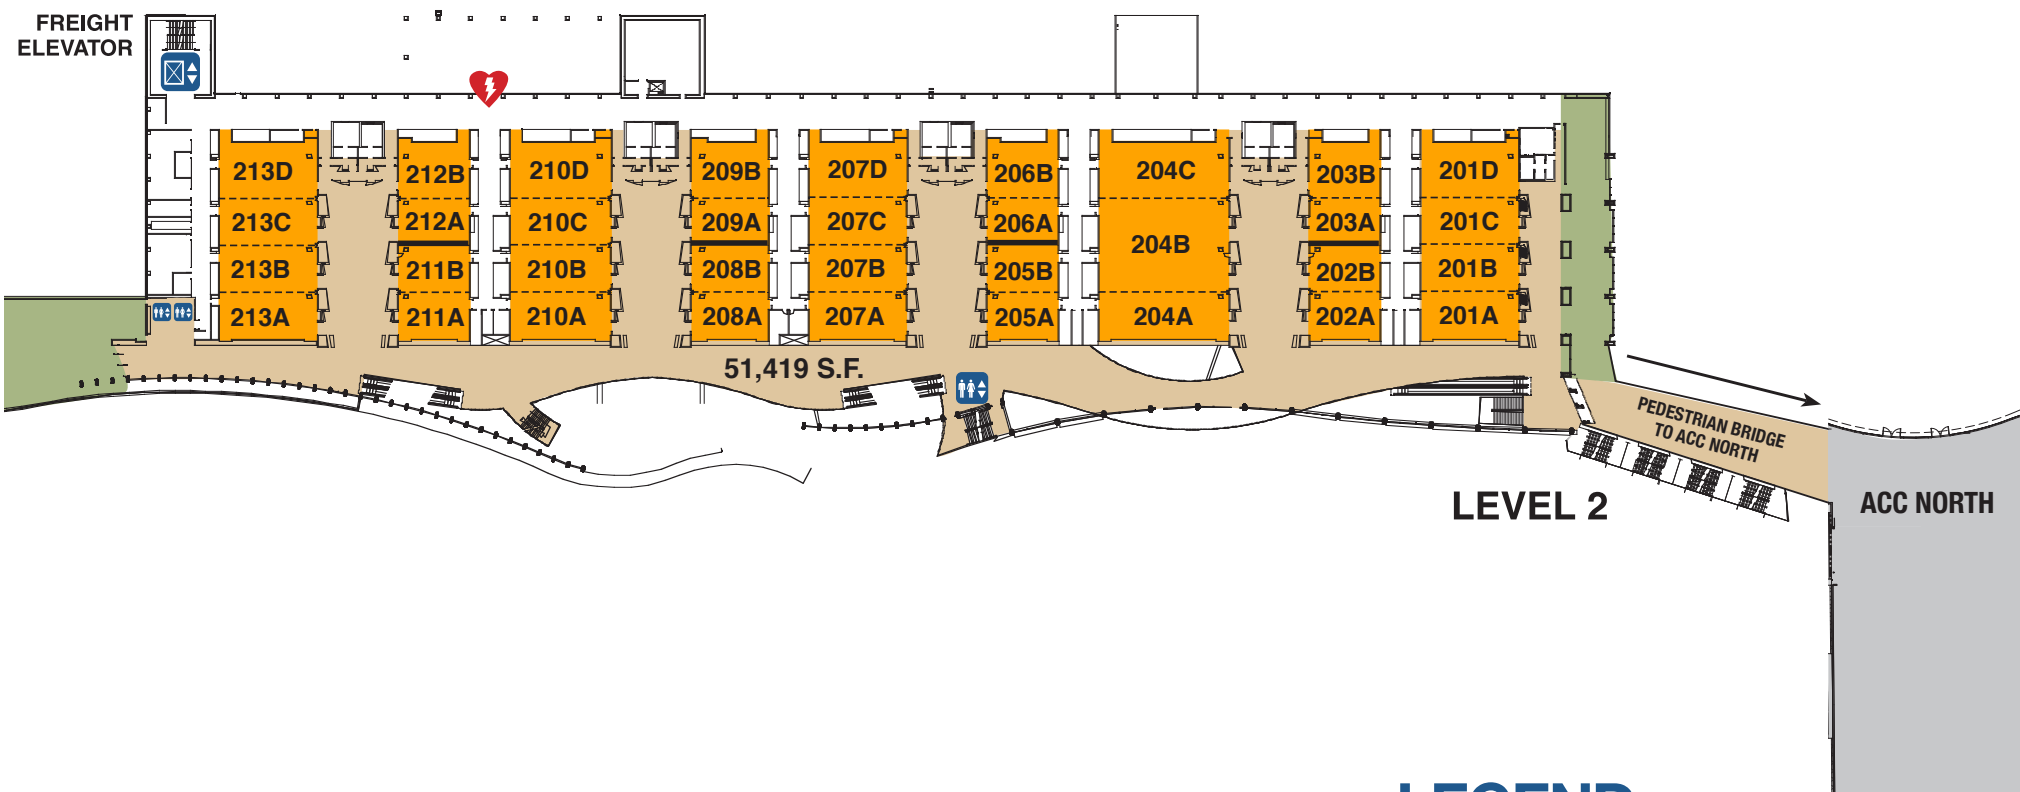 FREIGHT
ELEVATOR
213D
212B
210D
209B
207D
206B
204C
203B
201D
213C
212A
210C
209A
207C
206A
204B
203A
201C
213B
211B
210B
208B
207B
205B
202B
201B
213A
211A
210A
208A
207A
205A
204A
202A
201A
51,419 S.F.
PEDESTRIAN BRIDGE
TO ACC NORTH
LEVEL 2
ACC NORTH
LEGEND